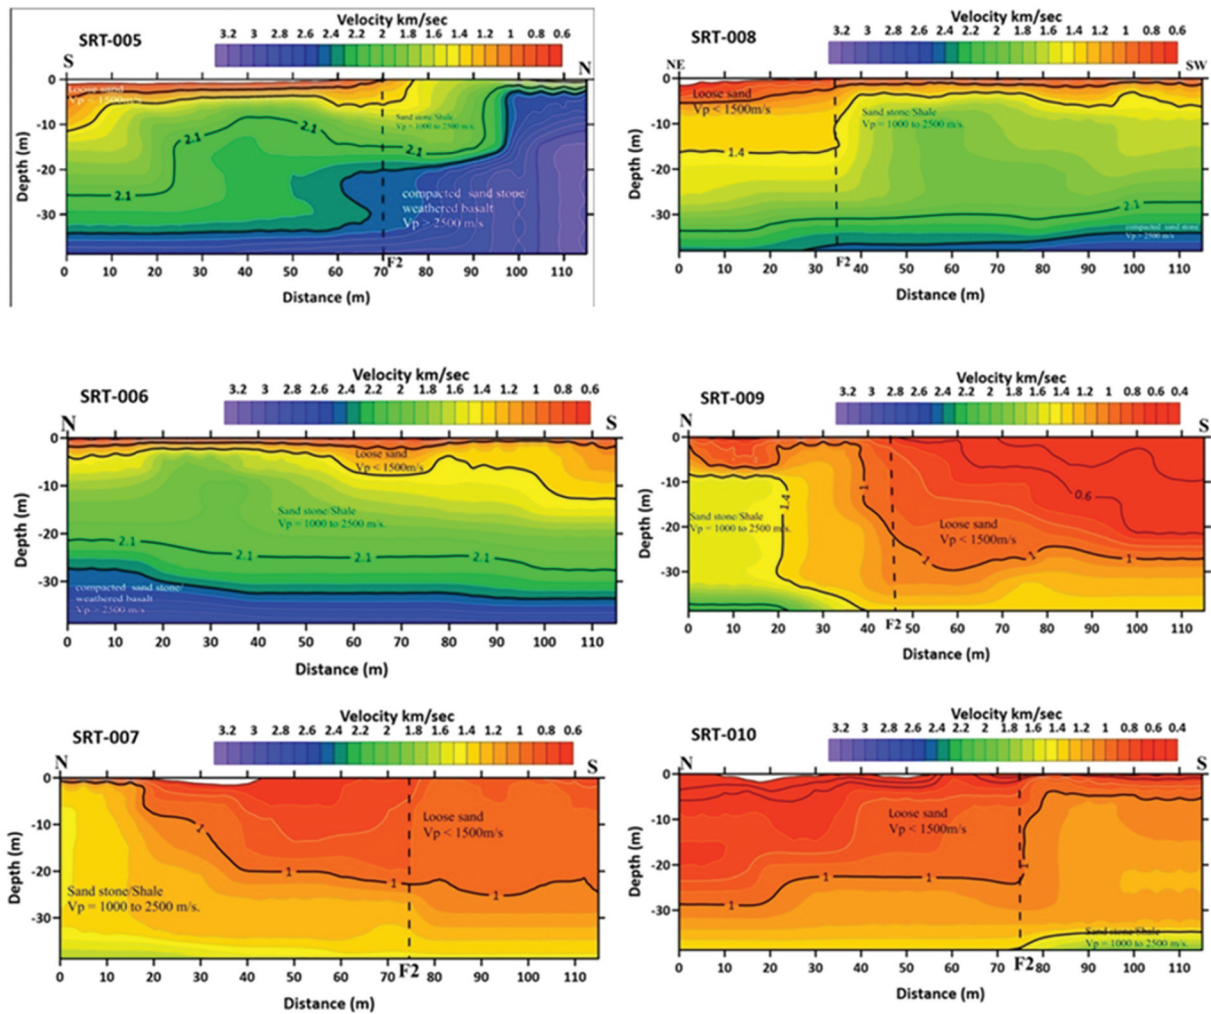 Velocity km/sec
SRT-005
3.2 3 2.8 2.6 2.4 2.2 2 1.8 1.6 1.4 1.2 1 0.8 0.6
S
N
0
-10
-20
-30
Depth (m)
Loose sand
Vp < 1500m/s
2.1
2.1
2.1
2.1
Sand stone/Shale
Vp = 1000 to 2500 m/s.
compacted sand stone/
weathered basalt
Vp > 2500 m/s
0 10 20 30 40 50 60 70 80 90 100 110
F2
Distance (m)
Velocity km/sec
SRT-008
3.2 3 2.8 2.6 2.4 2.2 2 1.8 1.6 1.4 1.2 1 0.8 0.6
NE
SW
0
-10
-20
-30
Depth (m)
Loose sand
Vp < 1500m/s
Sand stone/Shale
Vp = 1000 to 2500 m/s.
1.4
2.1
compacted sand stone
Vp > 2500 m/s
0 10 20 30 40 50 60 70 80 90 100 110
F2
Distance (m)
Velocity km/sec
SRT-006
3.2 3 2.8 2.6 2.4 2.2 2 1.8 1.6 1.4 1.2 1 0.8 0.6
N
S
0
-10
-20
-30
Depth (m)
Loose sand
Vp < 1500m/s
Sand stone/Shale
Vp = 1000 to 2500 m/s.
2.1
2.1
2.1
2.1
compacted sand stone/
weathered basalt
Vp > 2500 m/s
0 10 20 30 40 50 60 70 80 90 100 110
Distance (m)
Velocity km/sec
SRT-009
3.2 3 2.8 2.6 2.4 2.2 2 1.8 1.6 1.4 1.2 1 0.8 0.6 0.4
N
S
0
-10
-20
-30
Depth (m)
1
1.4
0.6
Sand stone/Shale
Vp = 1000 to 2500 m/s.
Loose sand
Vp < 1500m/s
1
1
1
0 10 20 30 40 50 60 70 80 90 100 110
F2
Distance (m)
Velocity km/sec
SRT-007
3.2 3 2.8 2.6 2.4 2.2 2 1.8 1.6 1.4 1.2 1 0.8 0.6
N
S
0
-10
-20
-30
Depth (m)
Loose sand
Vp < 1500m/s
1
1
1
1
Sand stone/Shale
Vp = 1000 to 2500 m/s.
0 10 20 30 40 50 60 70 80 90 100 110
F2
Distance (m)
Velocity km/sec
SRT-010
3.2 3 2.8 2.6 2.4 2.2 2 1.8 1.6 1.4 1.2 1 0.8 0.6 0.4
N
S
0
-10
-20
-30
Depth (m)
Loose sand
Vp < 1500m/s
1
1
1
1
Sand stone/Shale
Vp = 1000 to 2500 m/s.
0 10 20 30 40 50 60 70 80 90 100 110
F2
Distance (m)